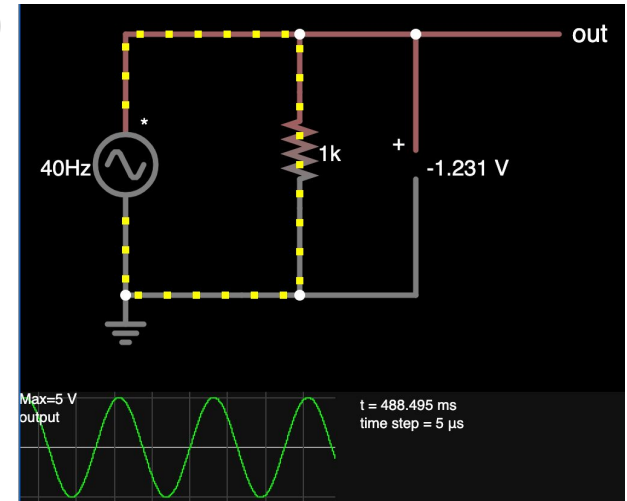 out
*
1k
+
40Hz
-1.231 V
Max=5 V
output
t = 488.495 ms
time step = 5 µs